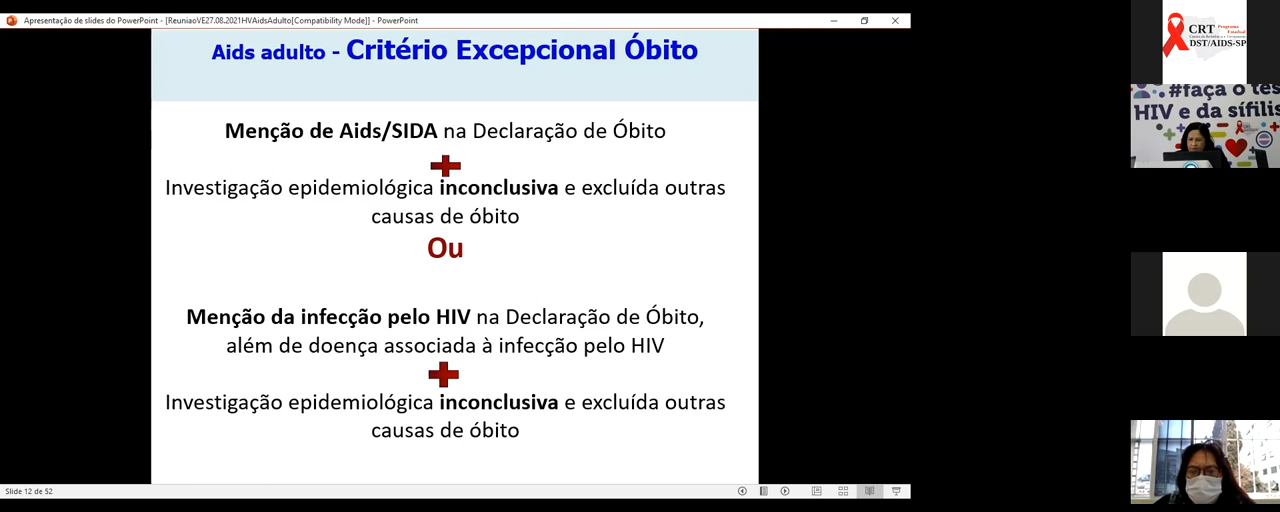 Apresentação de slides do PowerPoint - [ReuniaoVE27.08.2021HVAidsAdulto[Compatibility Mode]] - PowerPoint
Aids adulto - Critério Excepcional Óbito
Menção de Aids/SIDA na Declaração de Óbito
Investigação epidemiológica inconclusiva e excluída outras
causas de óbito
Ou
Menção da infecção pelo HIV na Declaração de Óbito,
além de doença associada à infecção pelo HIV
Investigação epidemiológica inconclusiva e excluída outras
causas de óbito
Slide 12 de 52
CRT Programa
Estadual
DST/AIDS-SP
#faça o tes
HIV e da sífilis